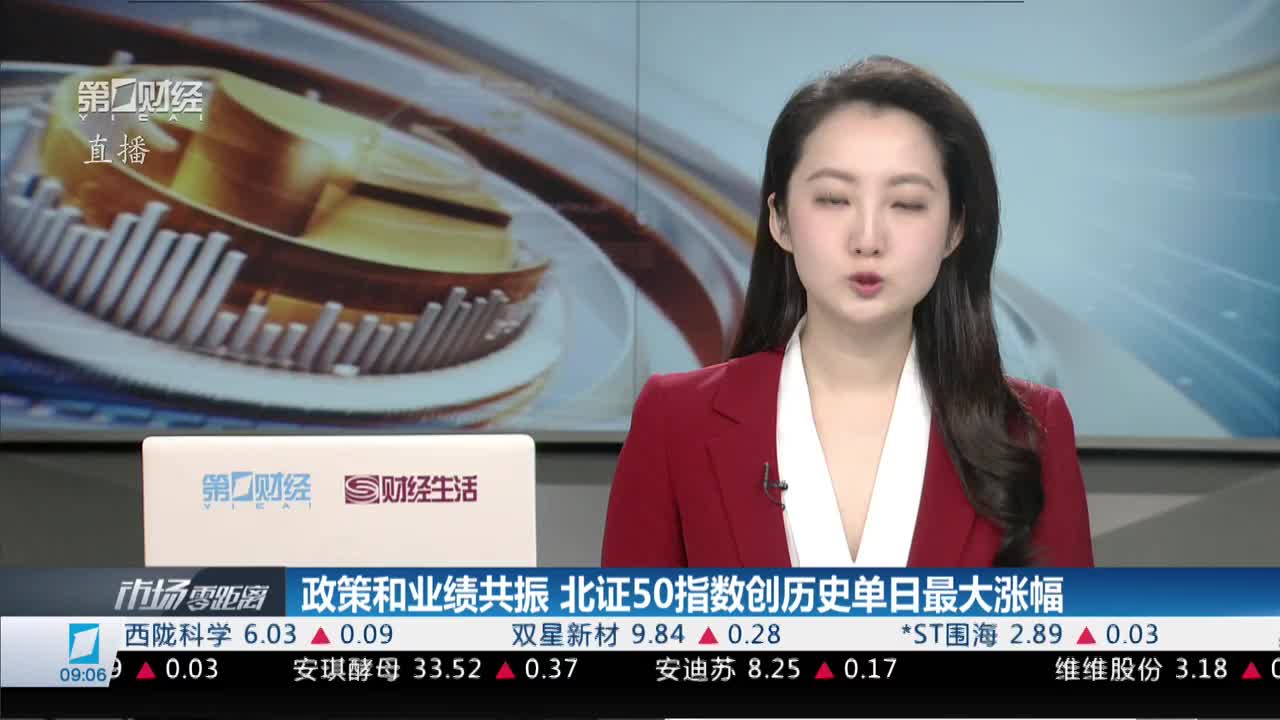 第一财经
YICAI
直播
第一财经
YICAI
财经生活
市场零距离
政策和业绩共振 北证50指数创历史单日最大涨幅
西陇科学 6.03 ▲ 0.09 双星新材 9.84 ▲ 0.28 *ST围海 2.89 ▲ 0.03
09:06
9 ▲ 0.03 安琪酵母 33.52 ▲ 0.37 安迪苏 8.25 ▲ 0.17 维维股份 3.18 ▲ 0